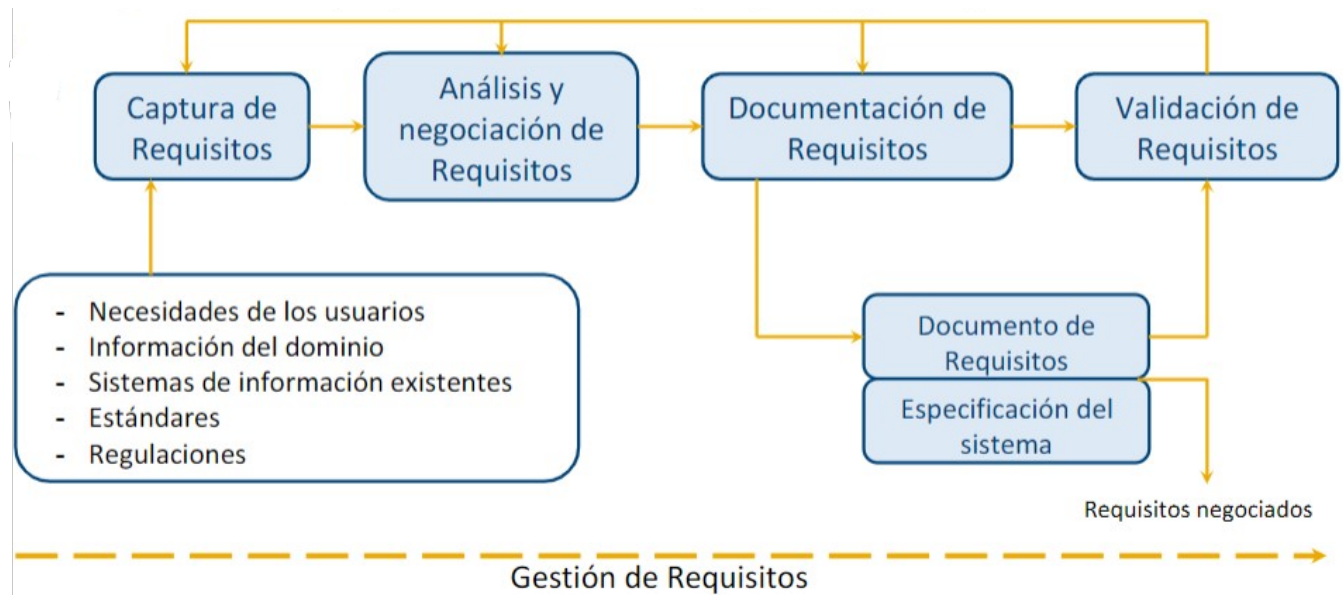 Captura de
Requisitos
Análisis y
negociación de
Requisitos
Documentación de
Requisitos
Validación de
Requisitos
- Necesidades de los usuarios
- Información del dominio
- Sistemas de información existentes
- Estándares
- Regulaciones
Documento de
Requisitos
Especificación del
sistema
Requisitos negociados
Gestión de Requisitos